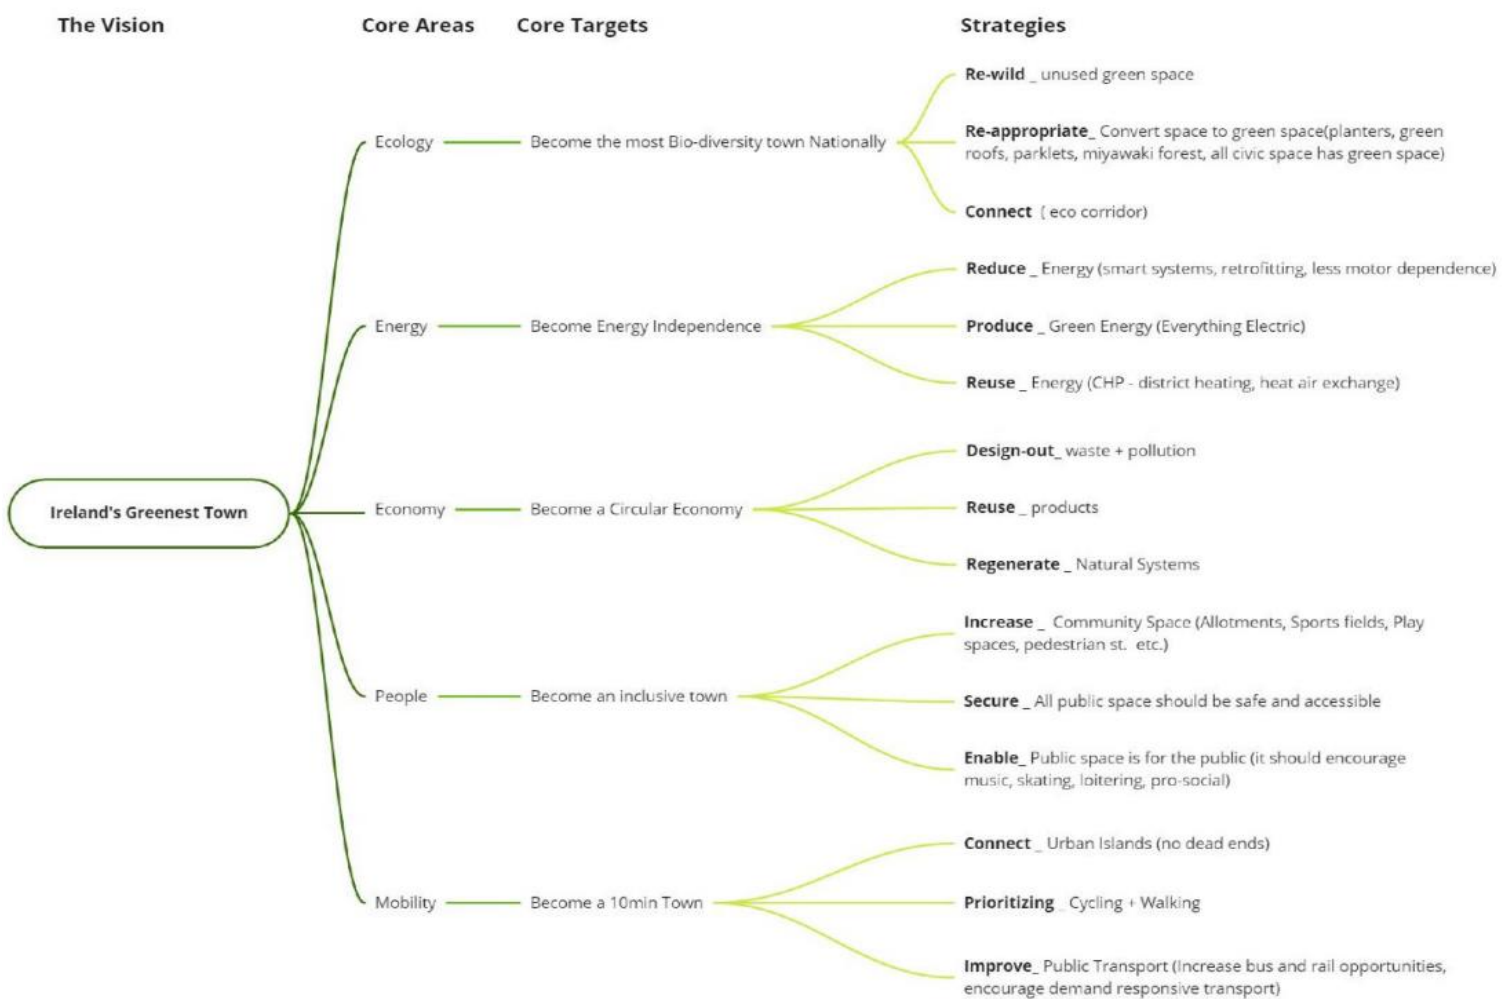 The Vision
Core Areas
Core Targets
Strategies
Ireland's Greenest Town
Ecology
Become the most Bio-diversity town Nationally
Re-wild _ unused green space
Re-appropriate_ Convert space to green space(planters, green
roofs, parklets, miyawaki forest, all civic space has green space)
Connect ( eco corridor)
Energy
Become Energy Independence
Reduce _ Energy (smart systems, retrofitting, less motor dependence)
Produce _ Green Energy (Everything Electric)
Reuse _ Energy (CHP - district heating, heat air exchange)
Economy
Become a Circular Economy
Design-out_ waste + pollution
Reuse _ products
Regenerate _ Natural Systems
People
Become an inclusive town
Increase _ Community Space (Allotments, Sports fields, Play
spaces, pedestrian st. etc.)
Secure _ All public space should be safe and accessible
Enable_ Public space is for the public (it should encourage
music, skating, loitering, pro-social)
Mobility
Become a 10min Town
Connect _ Urban Islands (no dead ends)
Prioritizing _ Cycling + Walking
Improve_ Public Transport (Increase bus and rail opportunities,
encourage demand responsive transport)